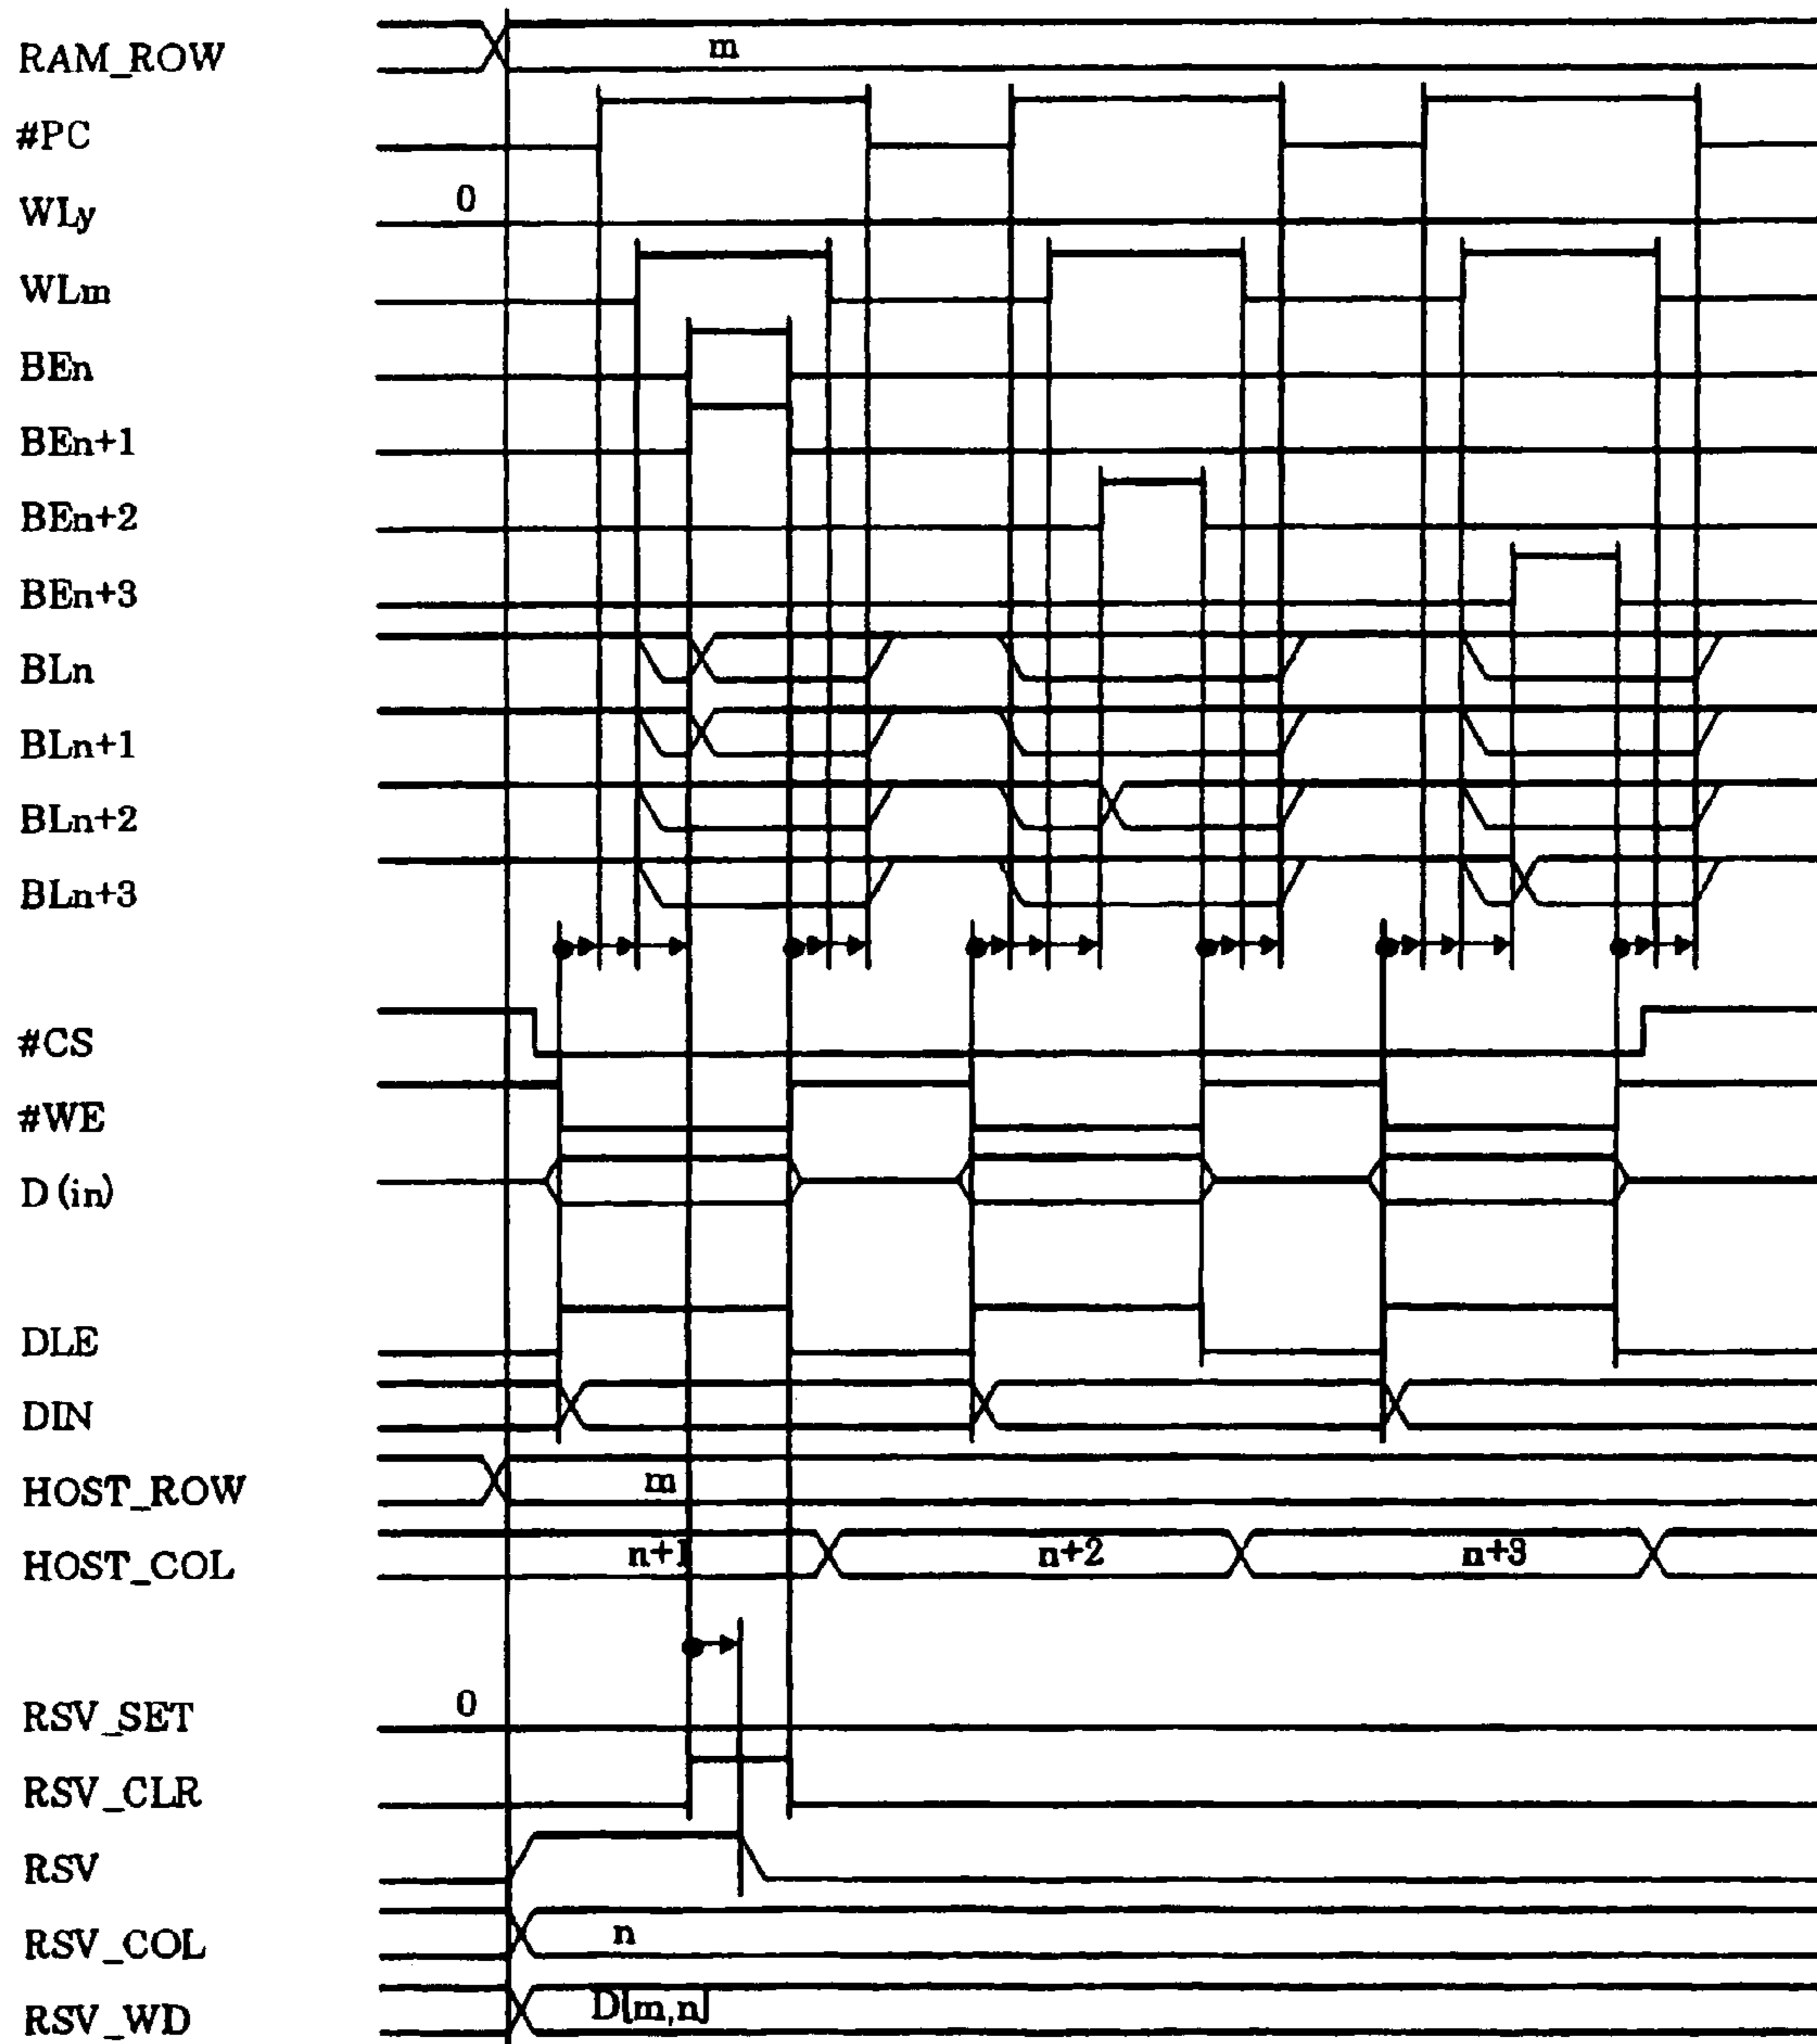 RAM_ROW m
#PC
WLy 0
WLm
BEn
BEn+1
BEn+2
BEn+3
BLn
BLn+1
BLn+2
BLn+3
#CS
#WE
D (in)
DLE
DIN
HOST_ROW m
HOST_COL n+1 n+2 n+3
RSV_SET 0
RSV_CLR
RSV
RSV_COL n
RSV_WD D[m,n]